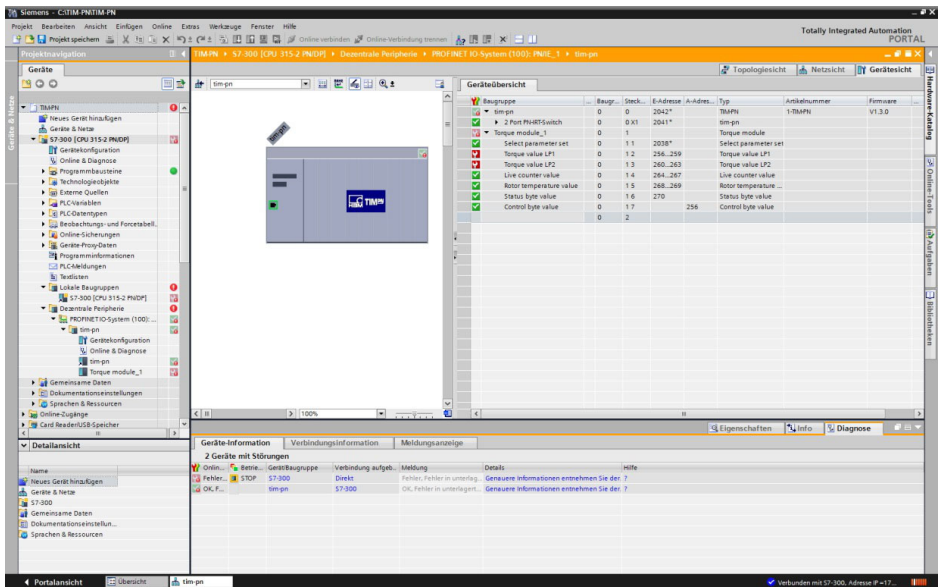 Siemens - C:\TIM-PN\TIM-PN
Projekt Bearbeiten Ansicht Einfügen Online Extras Werkzeuge Fenster Hilfe
Projekt speichern Online verbinden Online-Verbindung trennen
Totally Integrated Automation
PORTAL
Projektnavigation
TIM-PN › S7-300 [CPU 315-2 PN/DP] › Dezentrale Peripherie › PROFINET IO-System (100): PN/IE_1 › tim-pn
Geräte
Topologiesicht Netzsicht Gerätesicht
tim-pn
Geräteübersicht
Baugruppe ... Baugr... Steck... E-Adresse A-Adres... Typ Artikelnummer Firmware
tim-pn 0 0 2042* TIMPN 1-TIMPN V1.3.0
2 Port PN-HRT-Switch 0 0 X1 2041* tim-pn
Torque module_1 0 1 Torque module
Select parameter set 0 1 1 2038* Select parameter set
Torque value LP1 0 1 2 256...259 Torque value LP1
Torque value LP2 0 1 3 260...263 Torque value LP2
Live counter value 0 1 4 264...267 Live counter value
Rotor temperature value 0 1 5 268...269 Rotor temperature ...
Status byte value 0 1 6 270 Status byte value
Control byte value 0 1 7 256 Control byte value
0 2
TIM-PN
Neues Gerät hinzufügen
Geräte & Netze
S7-300 [CPU 315-2 PN/DP]
Gerätekonfiguration
Online & Diagnose
Programmbausteine
Technologieobjekte
Externe Quellen
PLC-Variablen
PLC-Datentypen
Beobachtungs- und Forcetabell...
Online-Sicherungen
Geräte-Proxy-Daten
Programminformationen
PLC-Meldungen
Textlisten
Lokale Baugruppen
S7-300 [CPU 315-2 PN/DP]
Dezentrale Peripherie
PROFINET IO-System (100): ...
tim-pn
Gerätekonfiguration
Online & Diagnose
tim-pn
Torque module_1
Gemeinsame Daten
Dokumentationseinstellungen
Sprachen & Ressourcen
Online-Zugänge
Card Reader/USB-Speicher
tim-pn
TIMPN
100%
Geräte & Netze
Hardware-Katalog
Online-Tools
Aufgaben
Bibliotheken
Detailansicht
Name
Neues Gerät hinzufügen
Geräte & Netze
S7-300
Gemeinsame Daten
Dokumentationseinstellun...
Sprachen & Ressourcen
Eigenschaften Info Diagnose
Geräte-Information Verbindungsinformation Meldungsanzeige
2 Geräte mit Störungen
Onlin... Betrie... Gerät/Baugruppe Verbindung aufgeb... Meldung Details Hilfe
Fehler... STOP S7-300 Direkt Fehler, Fehler in unterlag... Genauere Informationen entnehmen Sie der ?
OK, F... tim-pn S7-300 OK, Fehler in unterlagert... Genauere Informationen entnehmen Sie der ?
Portalansicht Übersicht tim-pn
Verbunden mit S7-300, Adresse IP =17...